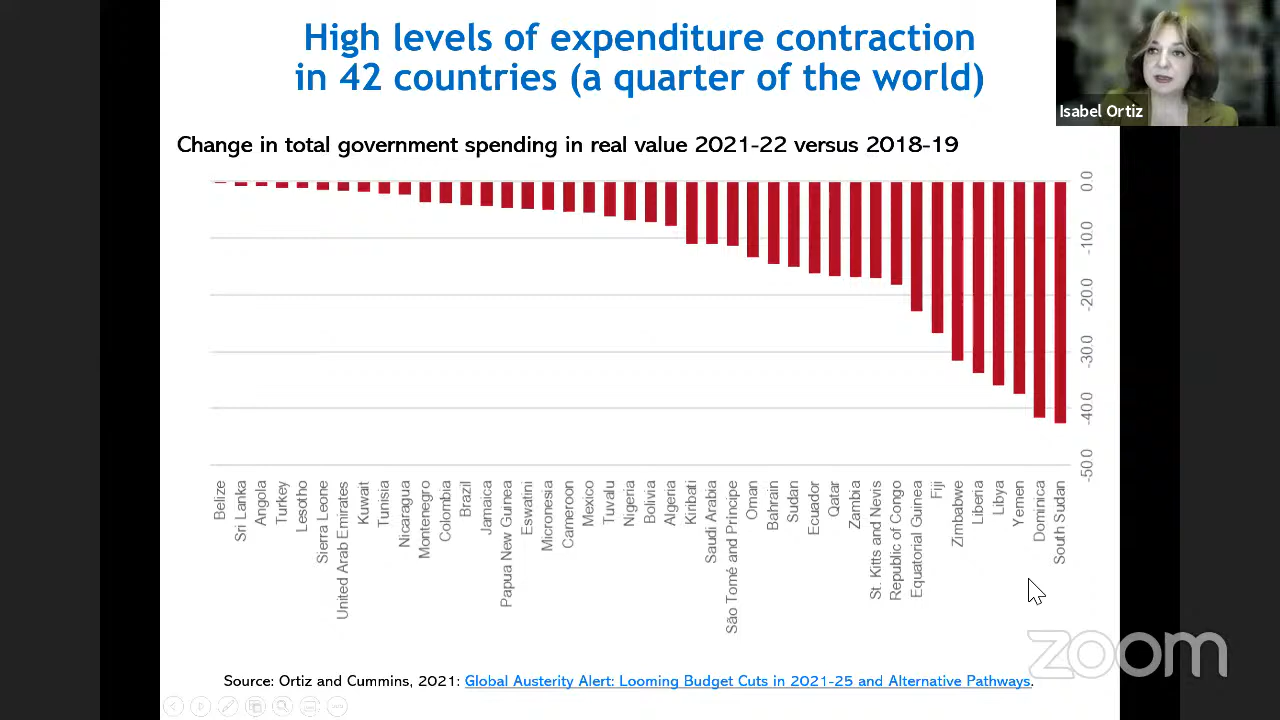 High levels of expenditure contraction
in 42 countries (a quarter of the world)
Isabel Ortiz
Change in total government spending in real value 2021-22 versus 2018-19
0.0
-10.0
-20.0
-30.0
-40.0
-50.0
Belize
Sri Lanka
Angola
Turkey
Lesotho
Sierra Leone
United Arab Emirates
Kuwait
Tunisia
Nicaragua
Montenegro
Colombia
Brazil
Jamaica
Papua New Guinea
Eswatini
Micronesia
Cameroon
Mexico
Tuvalu
Nigeria
Bolivia
Algeria
Kiribati
Saudi Arabia
São Tomé and Príncipe
Oman
Bahrain
Sudan
Ecuador
Qatar
Zambia
St. Kitts and Nevis
Republic of Congo
Equatorial Guinea
Fiji
Zimbabwe
Liberia
Libya
Yemen
Dominica
South Sudan
zoom
Source: Ortiz and Cummins, 2021: Global Austerity Alert: Looming Budget Cuts in 2021-25 and Alternative Pathways.